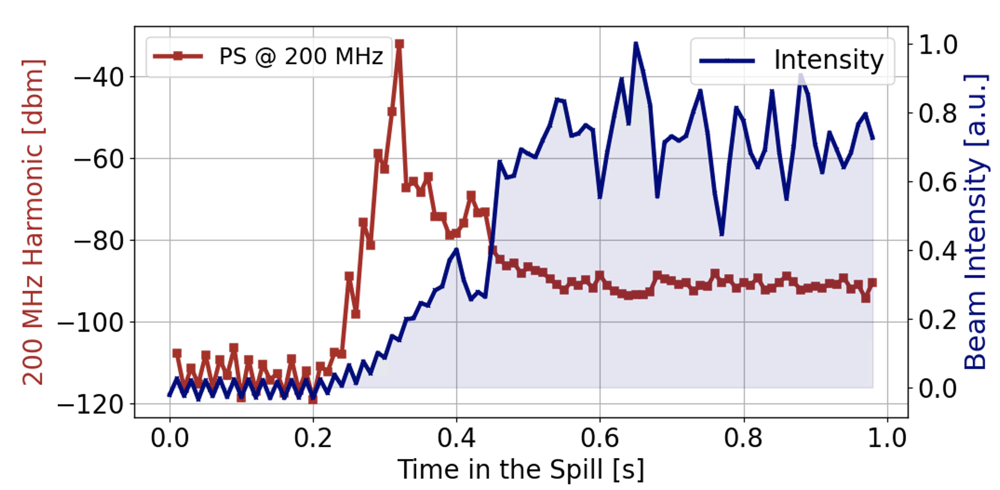 PS @ 200 MHz
Intensity
200 MHz Harmonic [dbm]
−40
−60
−80
−100
−120
1.0
0.8
0.6
0.4
0.2
0.0
Beam Intensity [a.u.]
0.0 0.2 0.4 0.6 0.8 1.0
Time in the Spill [s]